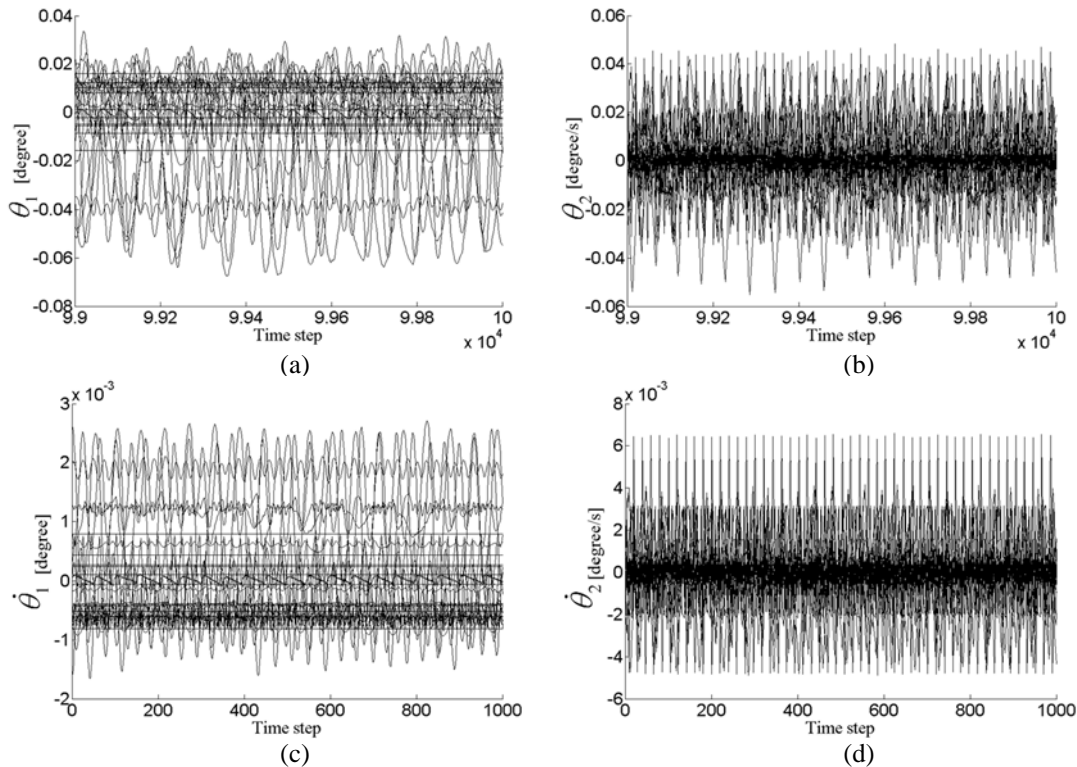 0.04
0.02
0
-0.02
-0.04
-0.06
-0.08
θ1 [degree]
9.9 9.92 9.94 9.96 9.98 10
Time step
x 10^4
(a)
0.06
0.04
0.02
0
-0.02
-0.04
-0.06
θ2 [degree/s]
9.9 9.92 9.94 9.96 9.98 10
Time step
x 10^4
(b)
x 10^-3
3
2
1
0
-1
-2
θ̇1 [degree]
0 200 400 600 800 1000
Time step
(c)
x 10^-3
8
6
4
2
0
-2
-4
-6
θ̇2 [degree/s]
0 200 400 600 800 1000
Time step
(d)